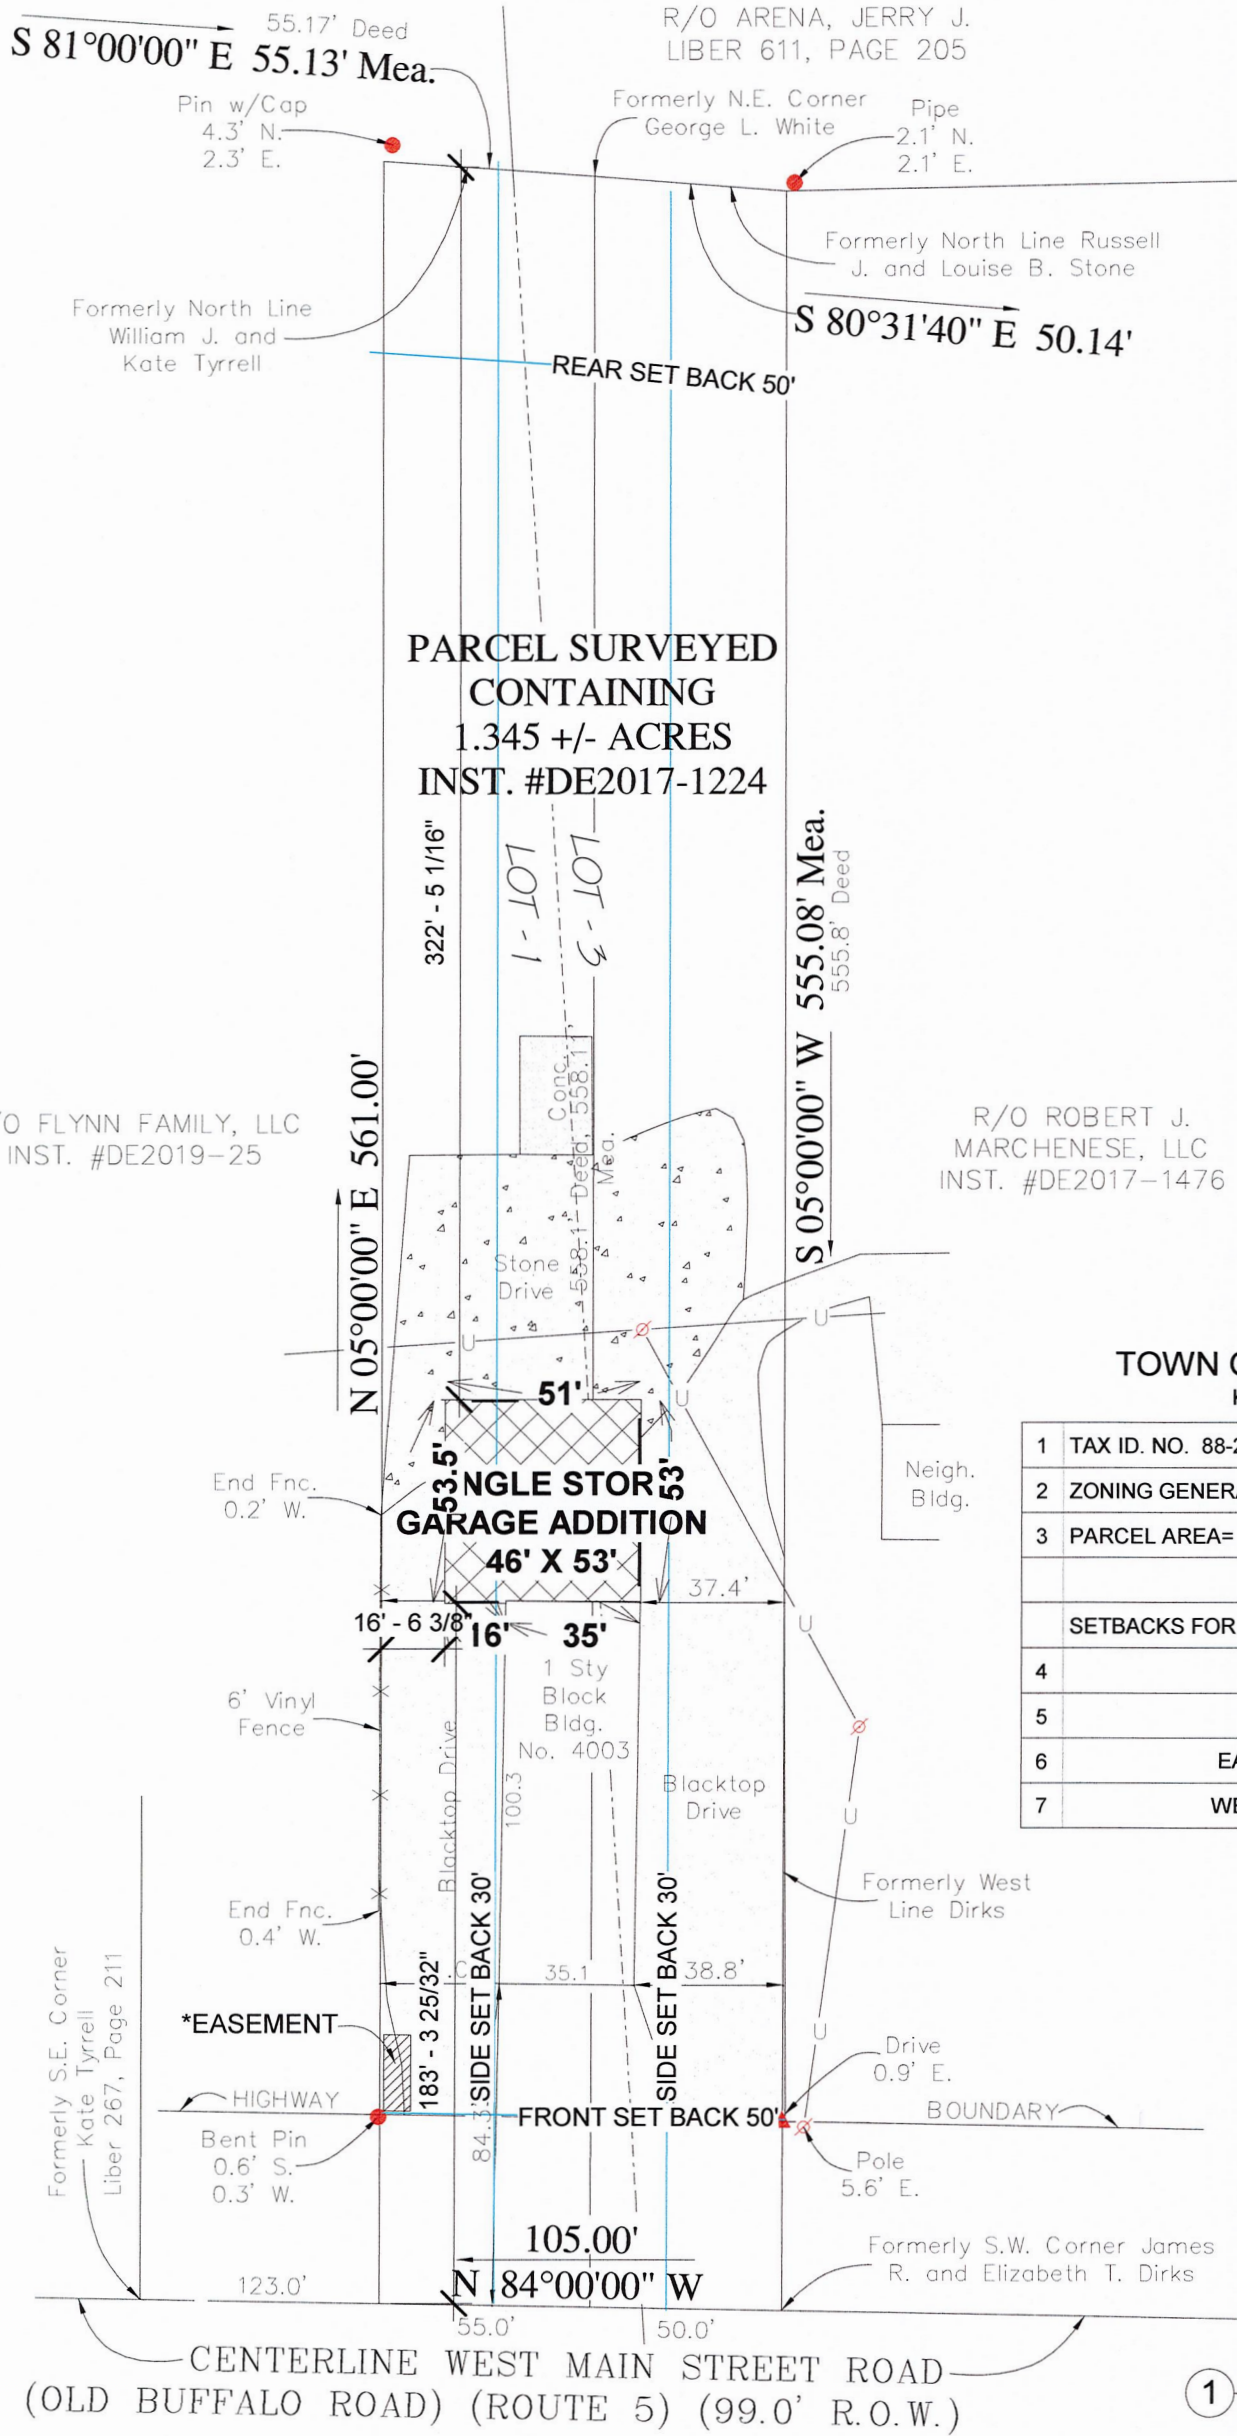 55.17' Deed
S 81°00'00" E 55.13' Mea.
R/O ARENA, JERRY J.
LIBER 611, PAGE 205
Pin w/Cap
4.3' N.
2.3' E.
Formerly N.E. Corner
George L. White
Pipe
2.1' N.
2.1' E.
Formerly North Line Russell
J. and Louise B. Stone
Formerly North Line
William J. and
Kate Tyrrell
S 80°31'40" E 50.14'
REAR SET BACK 50'
PARCEL SURVEYED
CONTAINING
1.345 +/- ACRES
INST. #DE2017-1224
322' - 5 1/16"
LOT - 1
LOT - 3
S 05°00'00" W 555.08' Mea.
555.8' Deed
N 05°00'00" E 561.00'
Conc.
558.1' Deed, 558.11'
Mea.
O FLYNN FAMILY, LLC
INST. #DE2019-25
R/O ROBERT J.
MARCHENESE, LLC
INST. #DE2017-1476
Stone
Drive
U
U
U
51'
TOWN
End Fnc.
0.2' W.
53.5'
53'
NGLE STOR
GARAGE ADDITION
46' X 53'
Neigh.
Bldg.
1 TAX ID. NO. 88-
2 ZONING GENER
3 PARCEL AREA=
SETBACKS FOR
4
5
6 EA
7 WE
37.4'
16' - 6 3/8"
16'
35'
U
1 Sty
Block
Bldg.
No. 4003
6' Vinyl
Fence
Blacktop Drive
100.3
Blacktop
Drive
U
Formerly West
Line Dirks
End Fnc.
0.4' W.
SIDE SET BACK 30'
SIDE SET BACK 30'
35.1
38.8'
183' - 3 25/32"
*EASEMENT
Formerly S.E. Corner
Kate Tyrrell
Liber 267, Page 211
U
Drive
0.9' E.
HIGHWAY
FRONT SET BACK 50'
BOUNDARY
Bent Pin
0.6' S.
0.3' W.
84.3'
Pole
5.6' E.
105.00'
N 84°00'00" W
Formerly S.W. Corner James
R. and Elizabeth T. Dirks
123.0'
55.0'
50.0'
CENTERLINE WEST MAIN STREET ROAD
(OLD BUFFALO ROAD) (ROUTE 5) (99.0' R.O.W.)
1